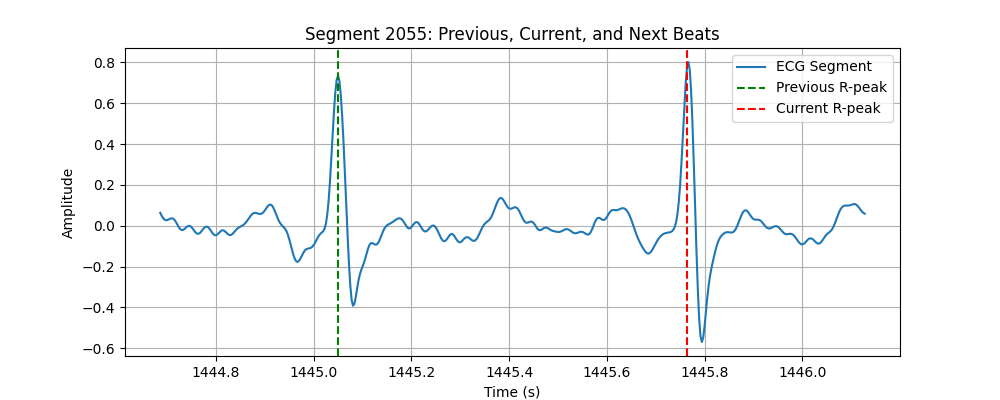 Segment 2055: Previous, Current, and Next Beats
ECG Segment
Previous R-peak
Current R-peak
Amplitude
0.8
0.6
0.4
0.2
0.0
−0.2
−0.4
−0.6
1444.8
1445.0
1445.2
1445.4
1445.6
1445.8
1446.0
Time (s)